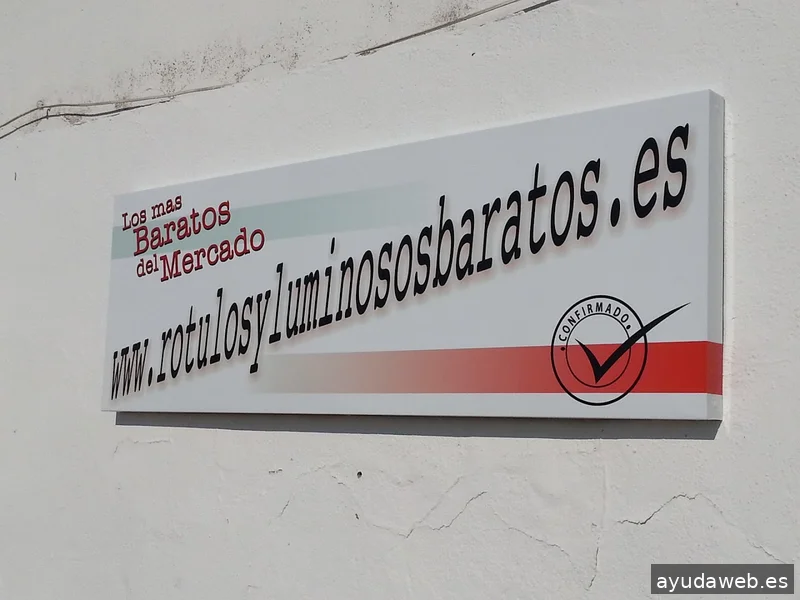 Los mas
Baratos
del Mercado
www.rotulosyluminososbaratos.es
CONFIRMADO
ayudaweb.es